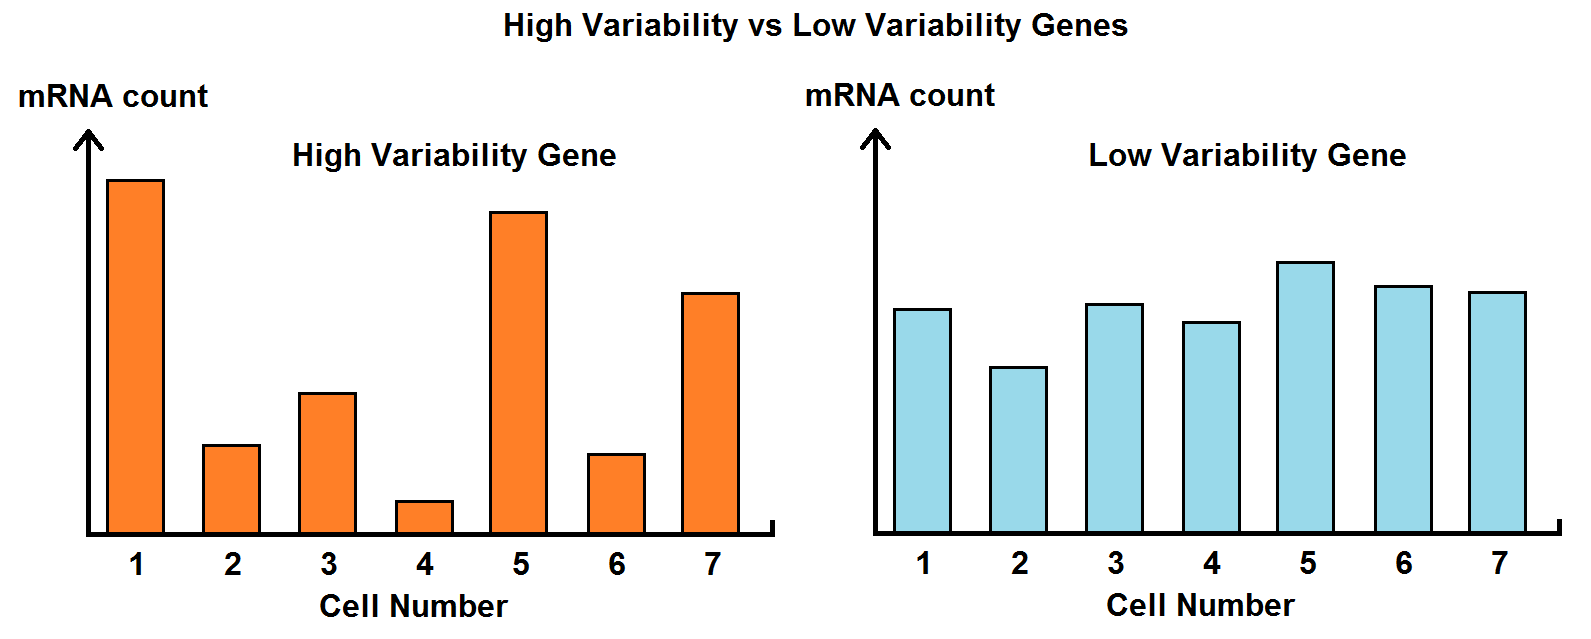 High Variability vs Low Variability Genes
mRNA count
High Variability Gene
1 2 3 4 5 6 7
Cell Number
mRNA count
Low Variability Gene
1 2 3 4 5 6 7
Cell Number